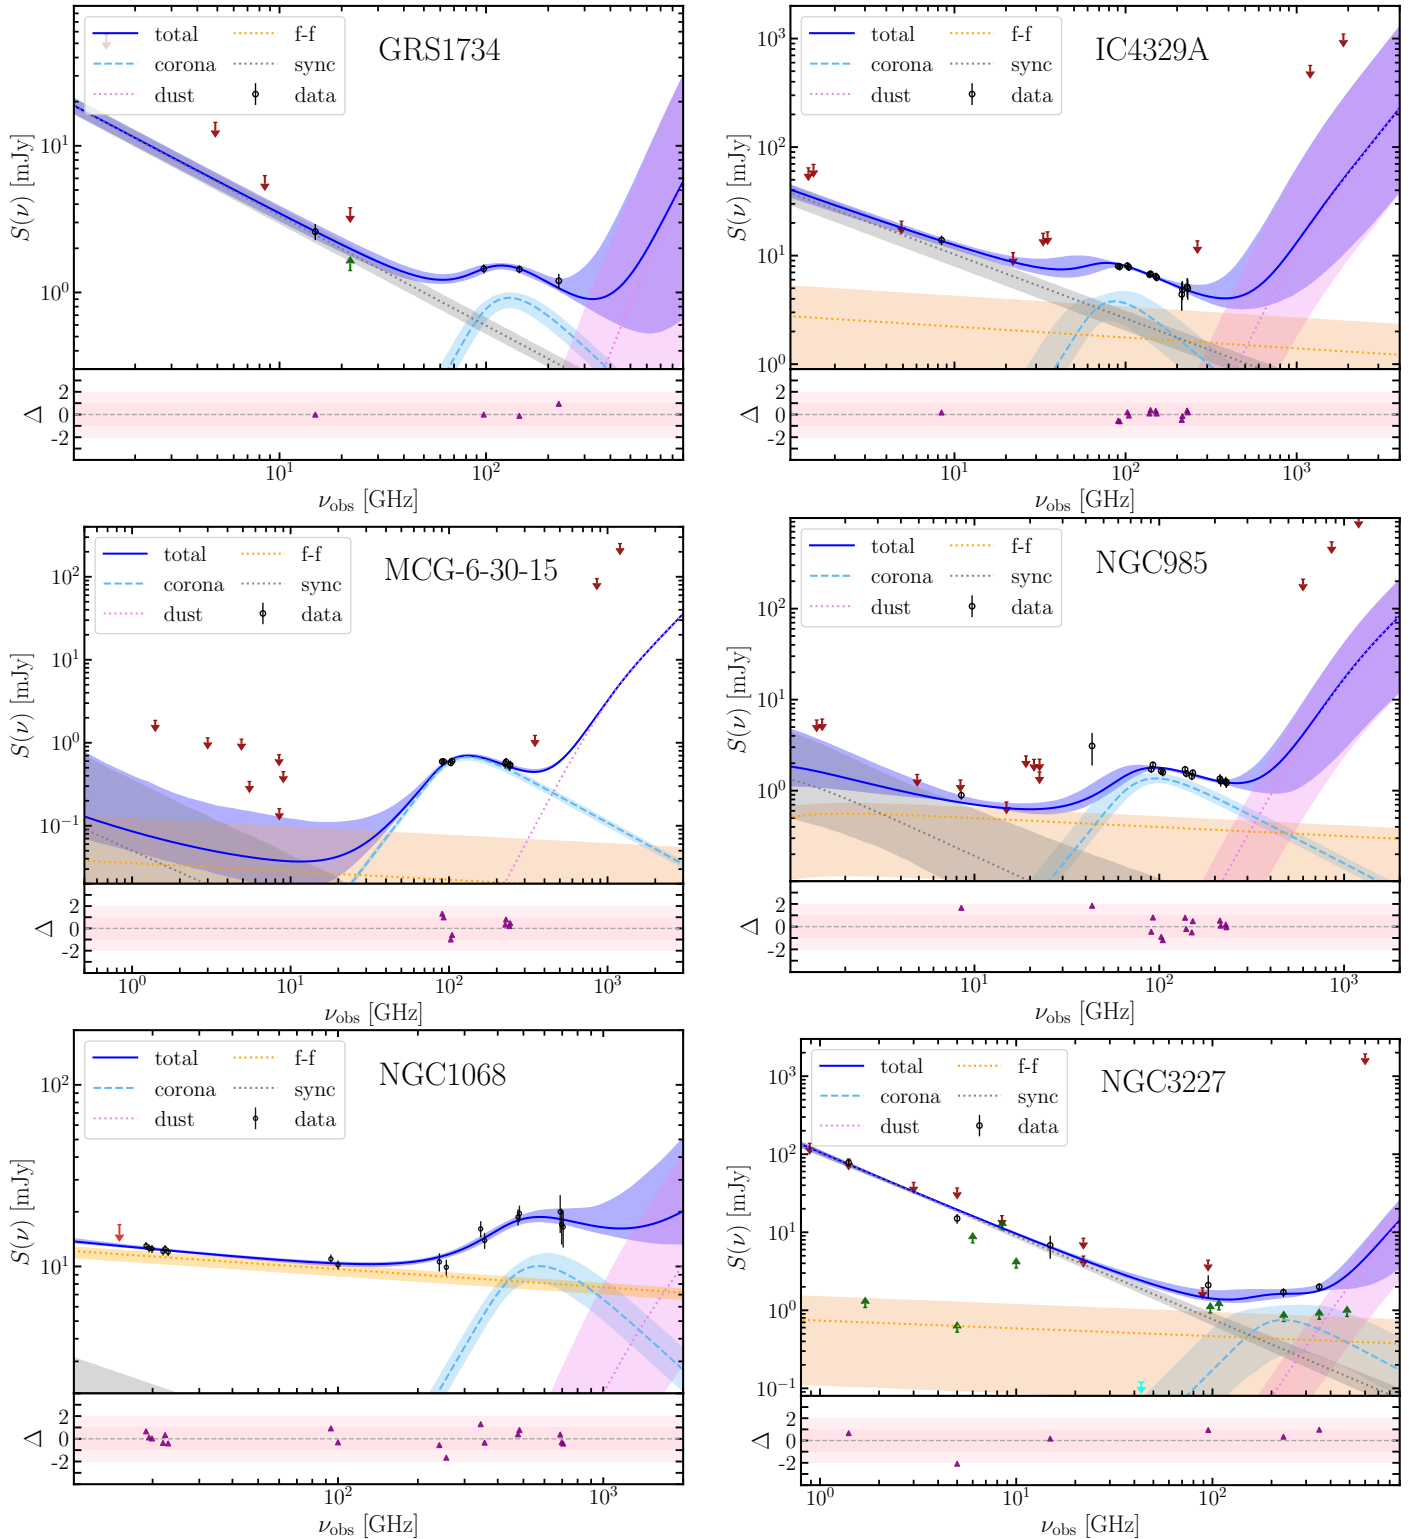 GRS1734
total
f-f
corona
sync
dust
data
S(ν) [mJy]
10^1
10^0
Δ
2
0
-2
10^1
10^2
ν_obs [GHz]
IC4329A
total
f-f
corona
sync
dust
data
S(ν) [mJy]
10^3
10^2
10^1
10^0
Δ
2
0
-2
10^1
10^2
10^3
ν_obs [GHz]
MCG-6-30-15
total
f-f
corona
sync
dust
data
S(ν) [mJy]
10^2
10^1
10^0
10^−1
Δ
2
0
-2
10^0
10^1
10^2
10^3
ν_obs [GHz]
NGC985
total
f-f
corona
sync
dust
data
S(ν) [mJy]
10^2
10^1
10^0
Δ
2
0
-2
10^1
10^2
10^3
ν_obs [GHz]
NGC1068
total
f-f
corona
sync
dust
data
S(ν) [mJy]
10^2
10^1
Δ
2
0
-2
10^2
10^3
ν_obs [GHz]
NGC3227
total
f-f
corona
sync
dust
data
S(ν) [mJy]
10^3
10^2
10^1
10^0
10^−1
Δ
2
0
-2
10^0
10^1
10^2
ν_obs [GHz]